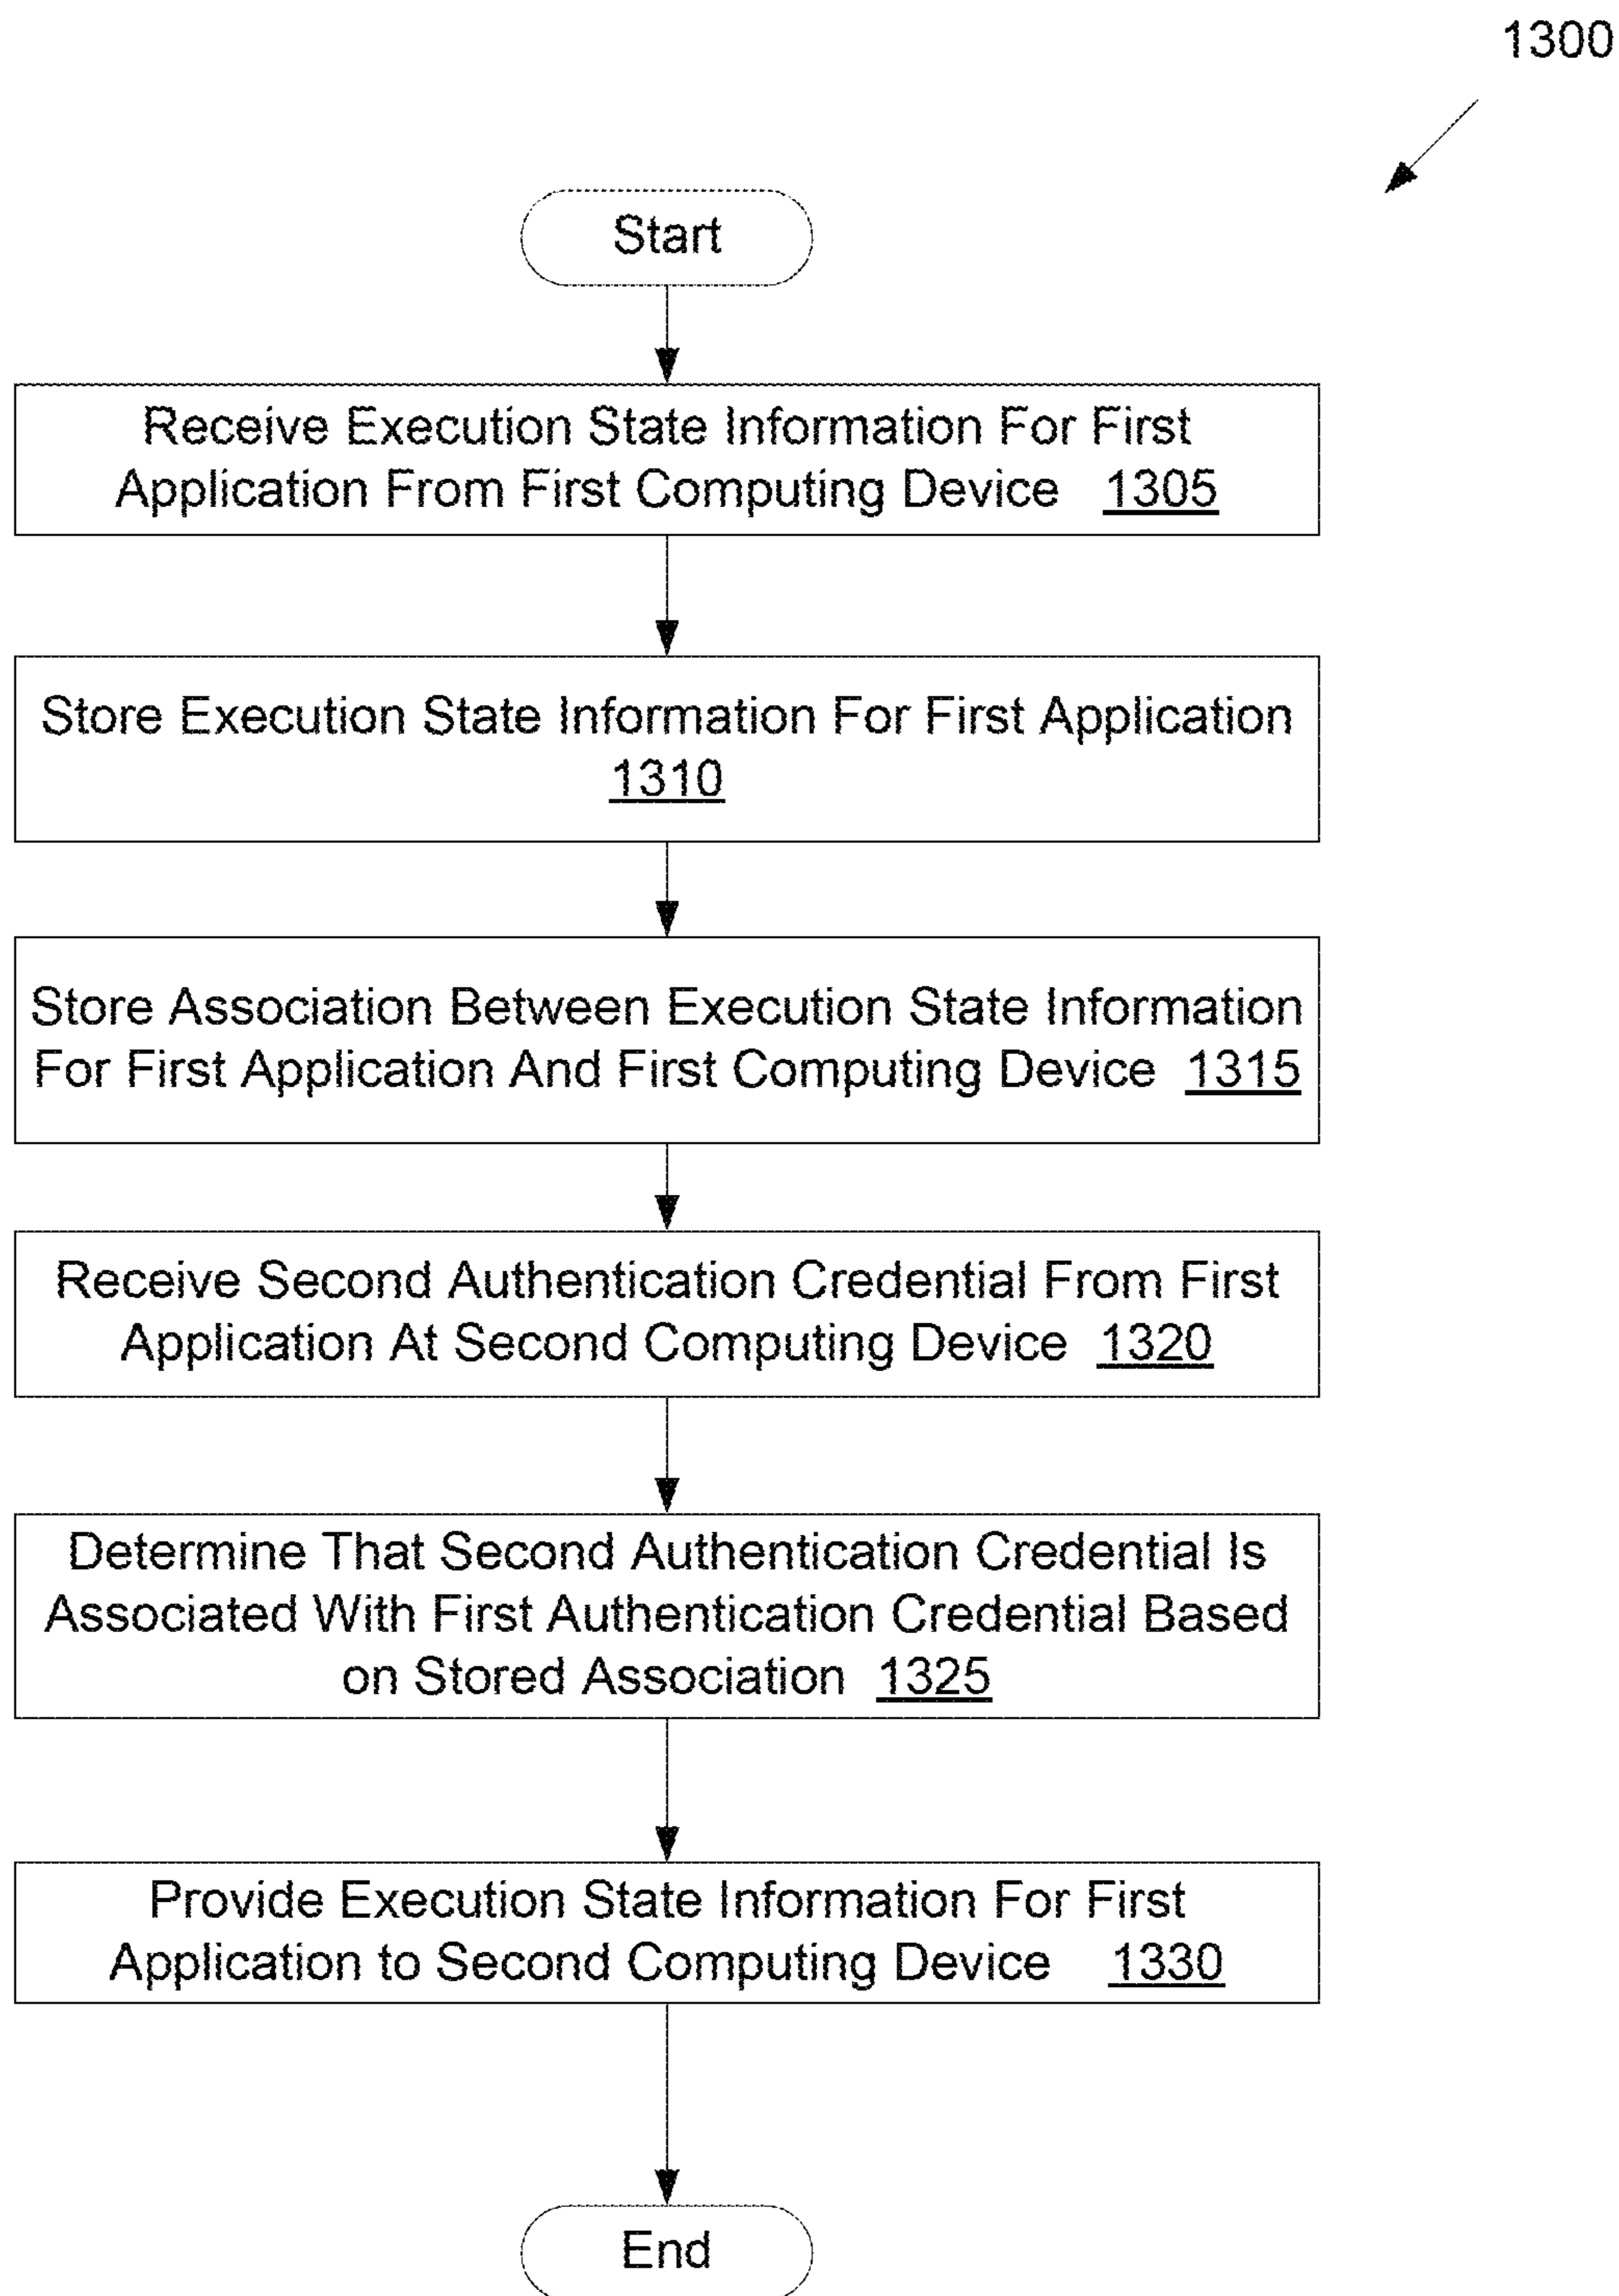 1300
Start
Receive Execution State Information For First
Application From First Computing Device 1305
Store Execution State Information For First Application
1310
Store Association Between Execution State Information
For First Application And First Computing Device 1315
Receive Second Authentication Credential From First
Application At Second Computing Device 1320
Determine That Second Authentication Credential Is
Associated With First Authentication Credential Based
on Stored Association 1325
Provide Execution State Information For First
Application to Second Computing Device 1330
End